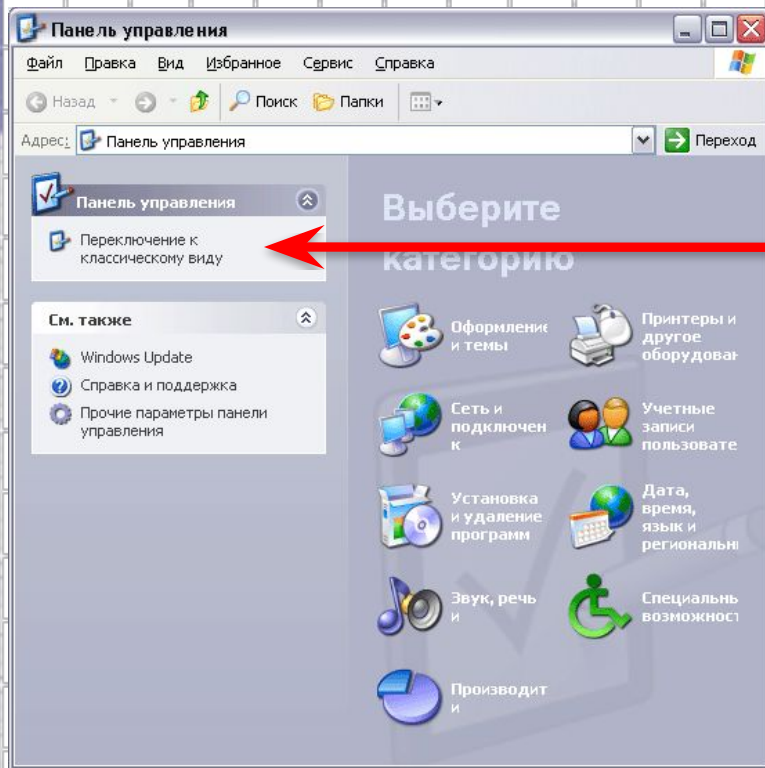 Панель управления
Файл Правка Вид Избранное Сервис Справка
Назад Поиск Папки
Адрес: Панель управления Переход
Панель управления
Переключение к
классическому виду
См. также
Windows Update
Справка и поддержка
Прочие параметры панели
управления
Выберите
категорию
Оформление
и темы
Принтеры и
другое
оборудован
Сеть и
подключен
к
Учетные
записи
пользовате
Установка
и удаление
программ
Дата,
время,
язык и
региональн
Звук, речь
и
Специальнь
возможност
Производит
и